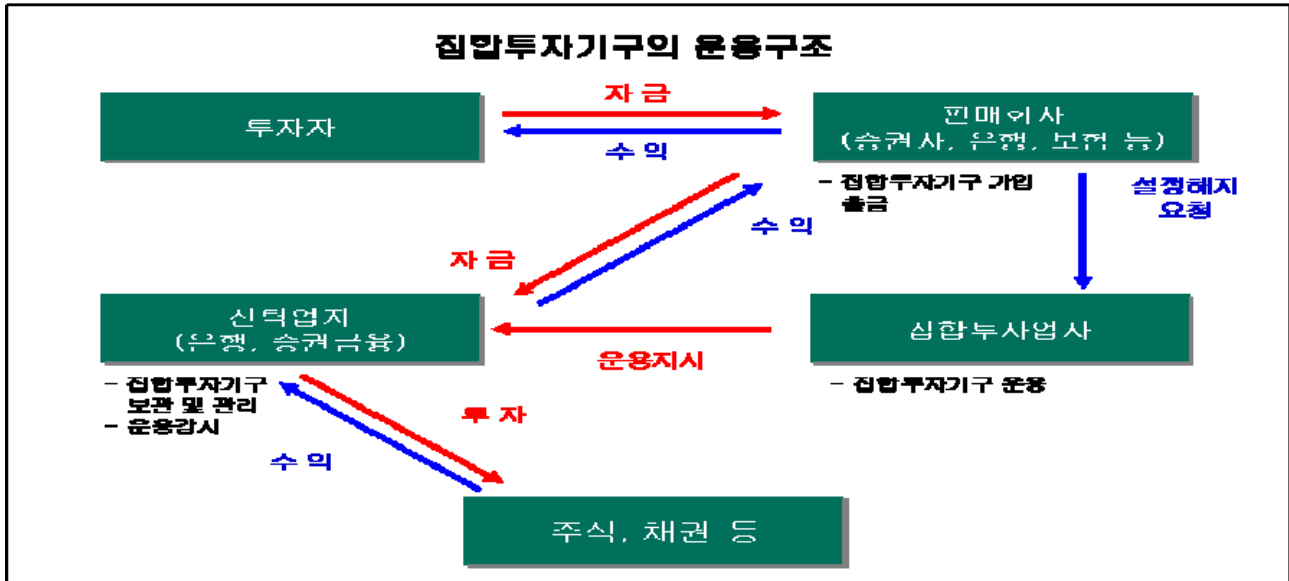 집합투자기구의 운용구조
자 금
투자자
판매회사
(증권사, 은행, 보험 등)
수 익
- 집합투자기구 가입
출금
설정해지
요청
수 익
자 금
신탁업자
(은행, 증권금융)
집합투자업자
운용지시
- 집합투자기구
보관 및 관리
- 운용감시
- 집합투자기구 운용
투 자
수 익
주식, 채권 등